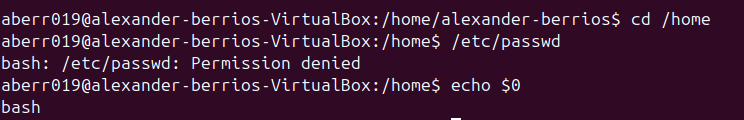 aberr019@alexander-berrios-VirtualBox:/home/alexander-berrios$ cd /home
aberr019@alexander-berrios-VirtualBox:/home$ /etc/passwd
bash: /etc/passwd: Permission denied
aberr019@alexander-berrios-VirtualBox:/home$ echo $0
bash